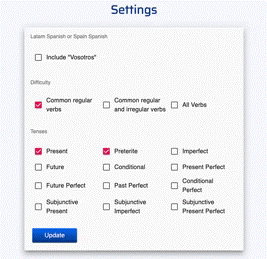 Settings
Latam Spanish or Spain Spanish
Include "Vosotros"
Difficulty
Common regular verbs
Common regular and irregular verbs
All Verbs
Tenses
Present
Preterite
Imperfect
Future
Conditional
Present Perfect
Future Perfect
Past Perfect
Conditional Perfect
Subjunctive Present
Subjunctive Imperfect
Subjunctive Present Perfect
Update